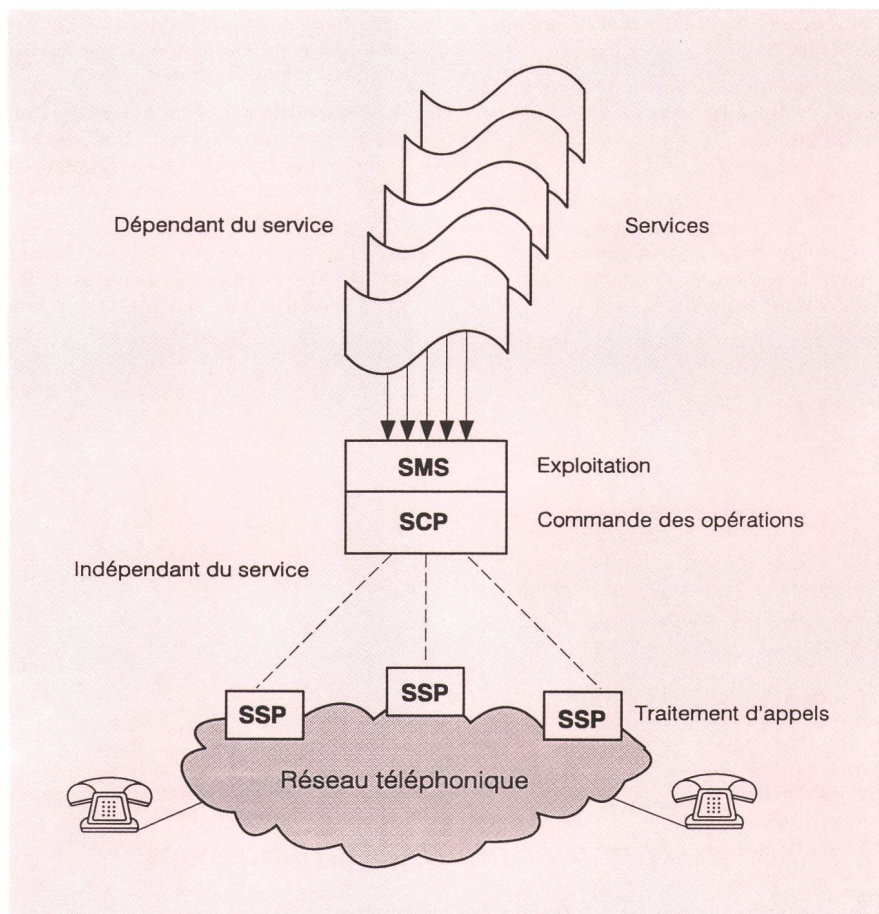 Dépendant du service
Services
SMS
Exploitation
SCP
Commande des opérations
Indépendant du service
SSP
SSP
SSP
Traitement d'appels
Réseau téléphonique